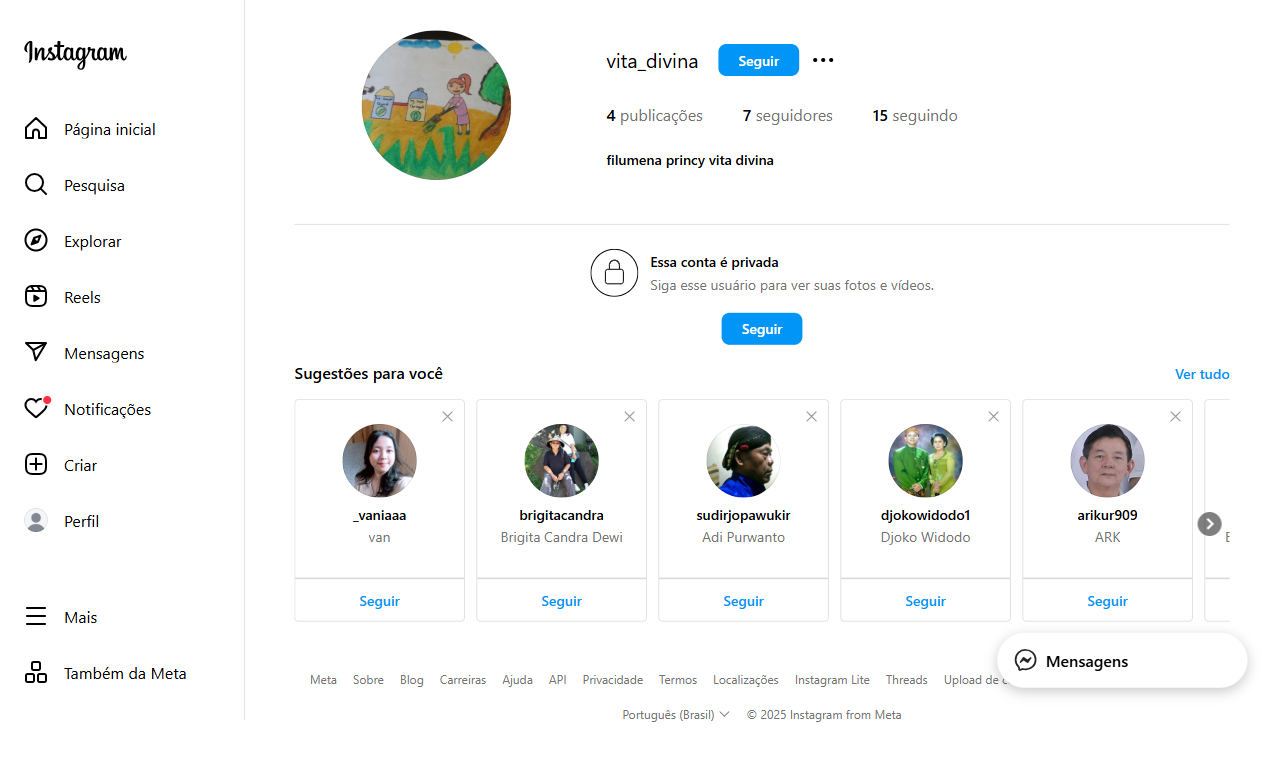 Instagram
Página inicial
Pesquisa
Explorar
Reels
Mensagens
Notificações
Criar
Perfil
Mais
Também da Meta
vita_divina Seguir
4 publicações 7 seguidores 15 seguindo
filumena princy vita divina
Essa conta é privada
Siga esse usuário para ver suas fotos e vídeos.
Seguir
Sugestões para você Ver tudo
_vaniaaa
van
Seguir
brigitacandra
Brigita Candra Dewi
Seguir
sudirjopawukir
Adi Purwanto
Seguir
djokowidodo1
Djoko Widodo
Seguir
arikur909
ARK
Seguir
Mensagens
Meta Sobre Blog Carreiras Ajuda API Privacidade Termos Localizações Instagram Lite Threads Upload de
Português (Brasil) © 2025 Instagram from Meta